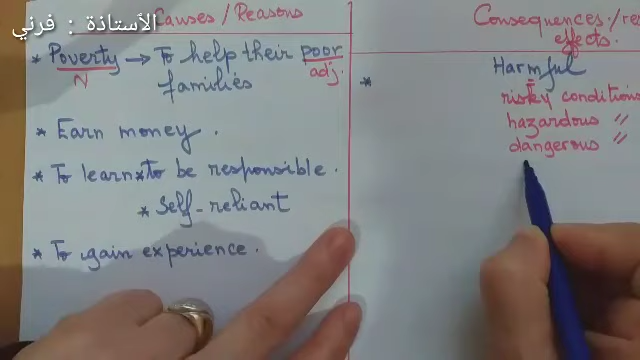 الأستاذة : فرني
Causes / Reasons
* Poverty → To help their poor
N
adj.
families
* Earn money.
* To learn * to be responsible.
* Self-reliant
* To gain experience.
Consequences / res
effects.
* Harmful
riskey conditions
hazardous "
dangerous "